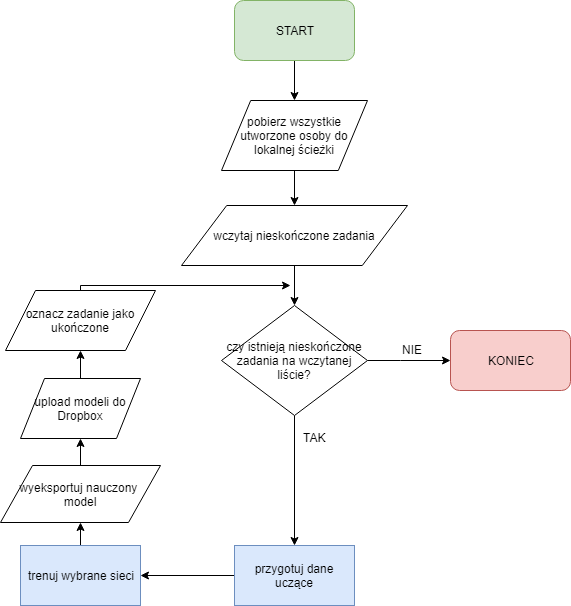 START
pobierz wszystkie
utworzone osoby do
lokalnej ścieżki
wczytaj nieskończone zadania
czy istnieją nieskończone
zadania na wczytanej
liście?
NIE
KONIEC
TAK
przygotuj dane
uczące
trenuj wybrane sieci
wyeksportuj nauczony
model
upload modeli do
Dropbox
oznacz zadanie jako
ukończone